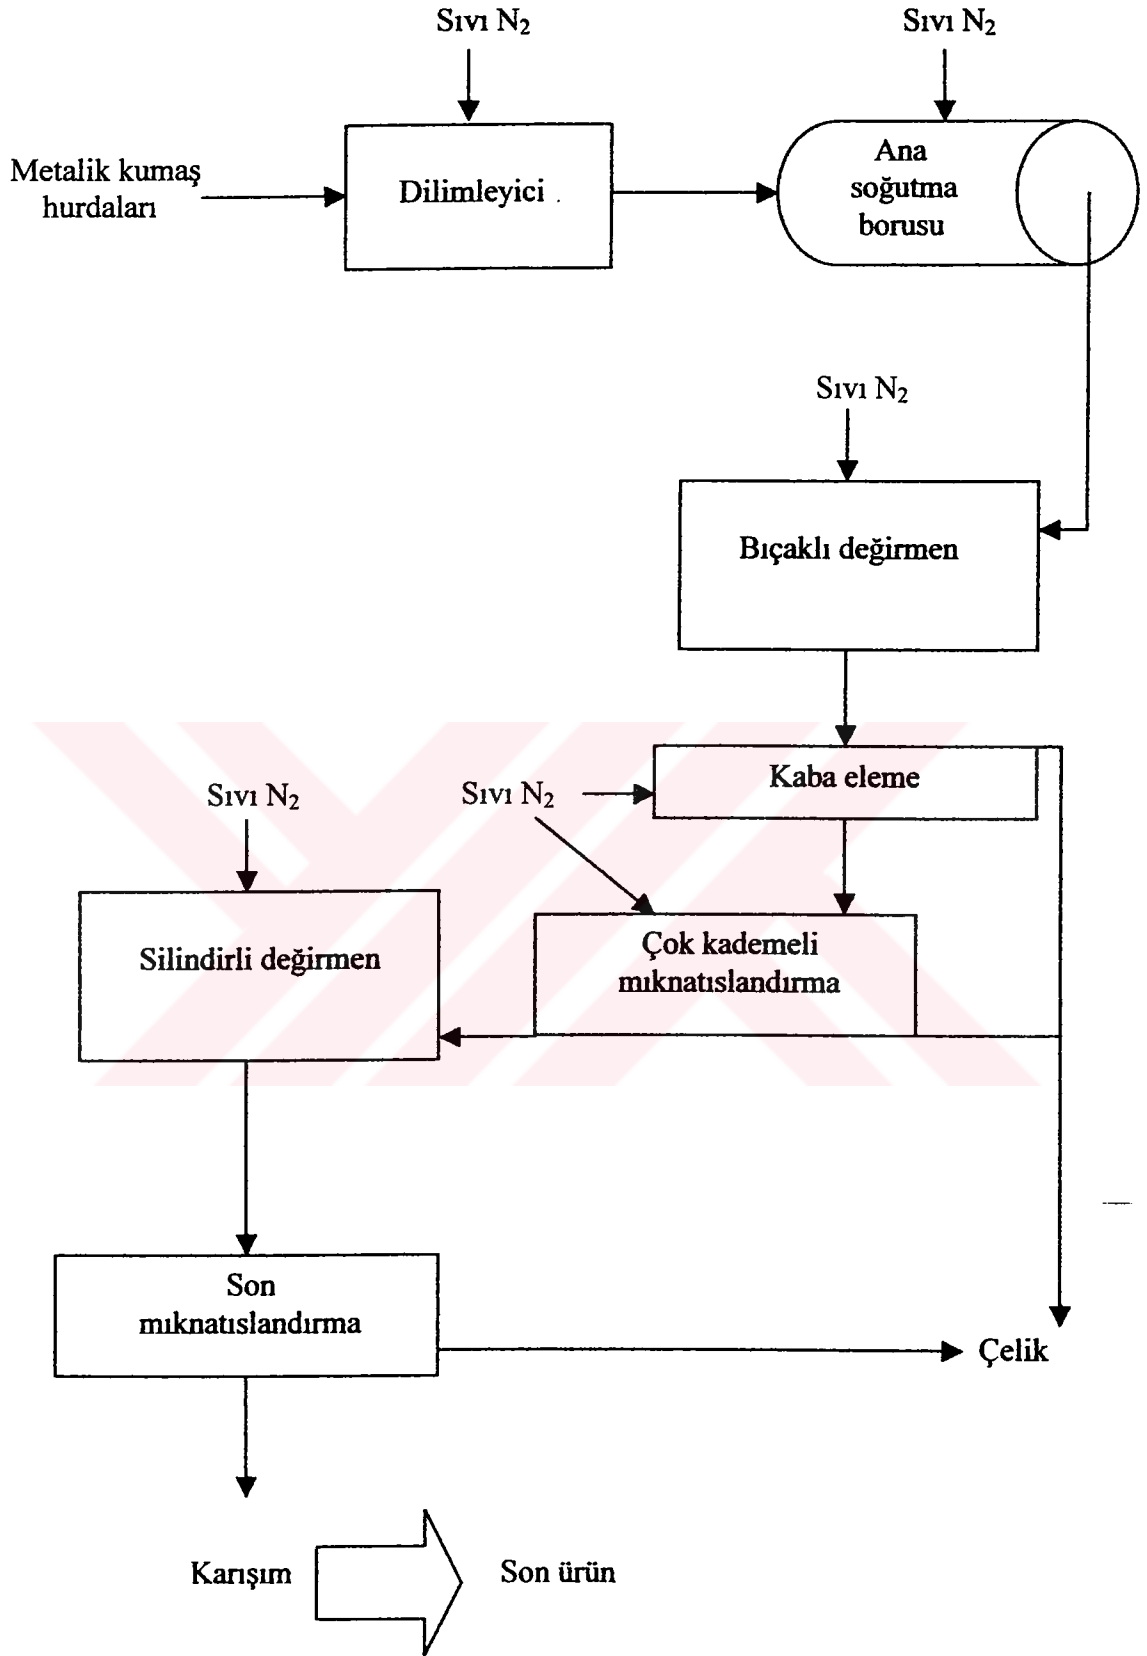 Sıvı N2
Sıvı N2
Metalik kumaş
hurdaları
Dilimleyici
Ana
soğutma
borusu
Sıvı N2
Bıçaklı değirmen
Kaba eleme
Sıvı N2
Sıvı N2
Çok kademeli
mıknatıslandırma
Silindirli değirmen
Son
mıknatıslandırma
Çelik
Karışım
Son ürün